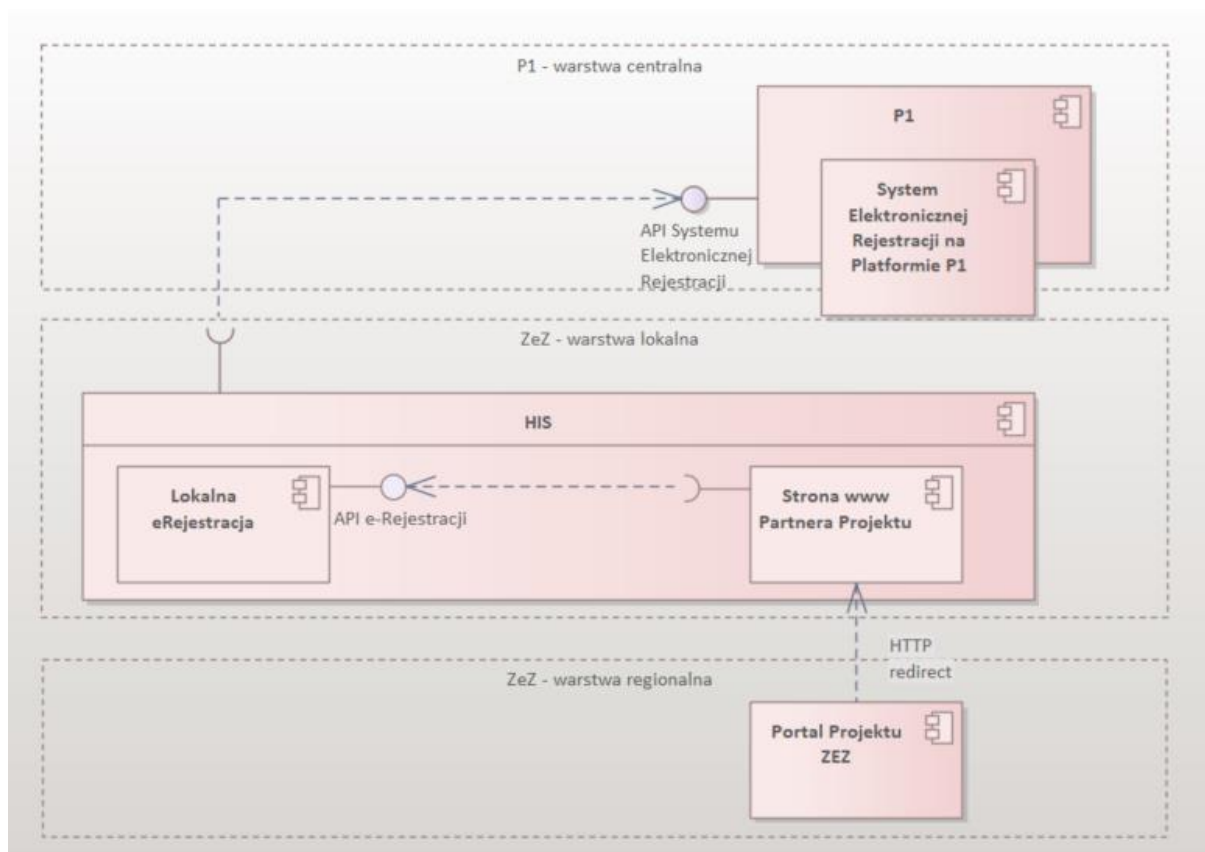 P1 - warstwa centralna
P1
System
Elektronicznej
Rejestracji na
Platformie P1
API Systemu
Elektronicznej
Rejestracji
ZeZ - warstwa lokalna
HIS
Lokalna
eRejestracja
API e-Rejestracji
Strona www
Partnera Projektu
HTTP
redirect
ZeZ - warstwa regionalna
Portal Projektu
ZEZ